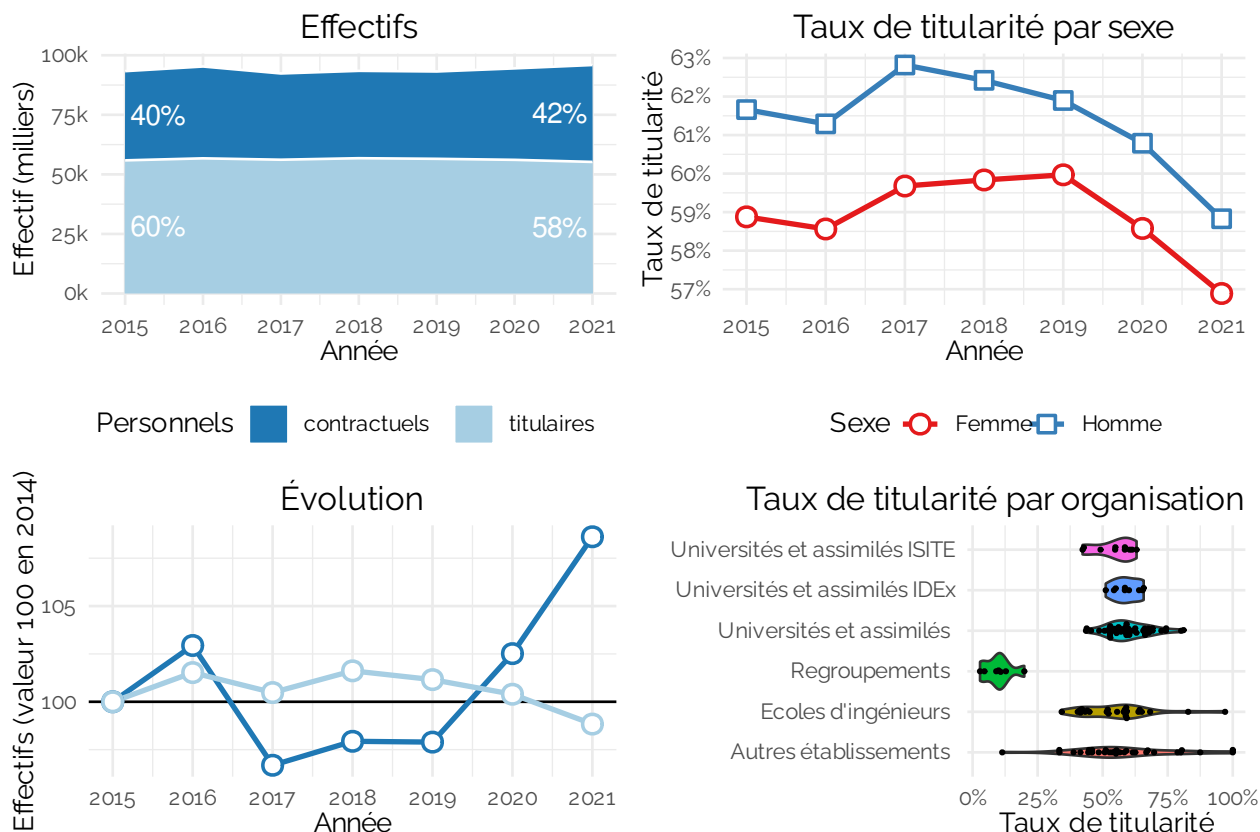 Effectifs
Effectif (milliers)
100k
75k
50k
25k
0k
40%
42%
60%
58%
2015 2016 2017 2018 2019 2020 2021
Année
Personnels contractuels titulaires
Taux de titularité par sexe
Taux de titularité
63%
62%
61%
60%
59%
58%
57%
2015 2016 2017 2018 2019 2020 2021
Année
Sexe Femme Homme
Évolution
Effectifs (valeur 100 en 2014)
105
100
2015 2016 2017 2018 2019 2020 2021
Année
Taux de titularité par organisation
Universités et assimilés ISITE
Universités et assimilés IDEx
Universités et assimilés
Regroupements
Ecoles d'ingénieurs
Autres établissements
0% 25% 50% 75% 100%
Taux de titularité